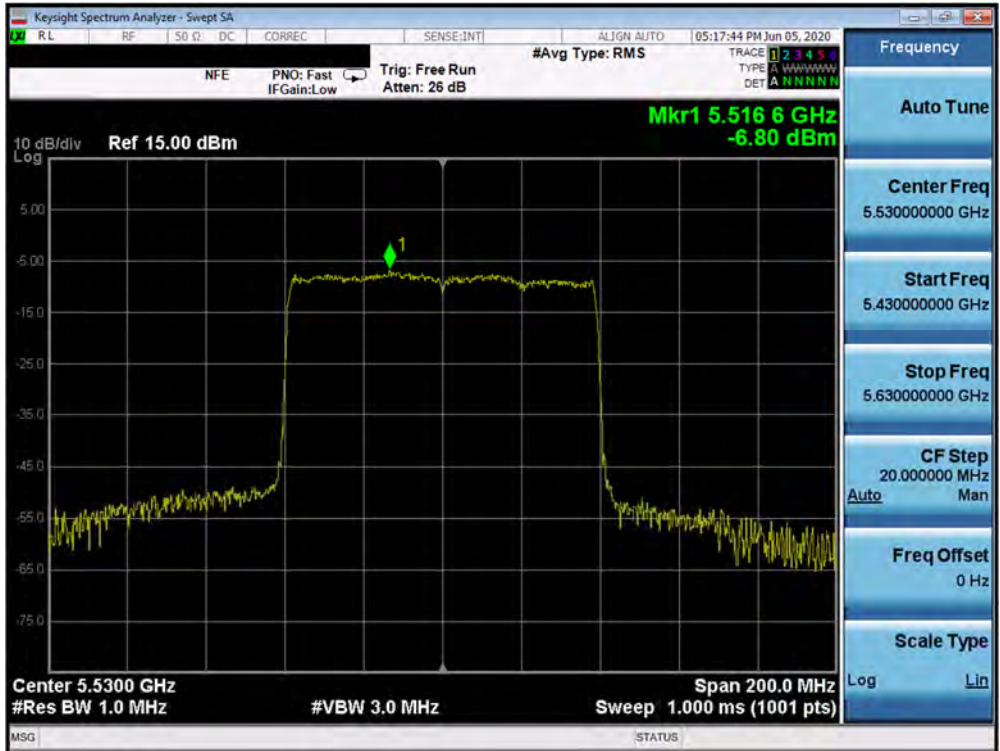 Keysight Spectrum Analyzer - Swept SA
LXI RL RF 50 Ω DC CORREC SENSE:INT ALIGN AUTO 05:17:44 PM Jun 05, 2020
NFE PNO: Fast Trig: Free Run #Avg Type: RMS TRACE 1 2 3 4 5 6
IFGain:Low Atten: 26 dB TYPE A WWWWW
DET A N N N N N
Mkr1 5.516 6 GHz
-6.80 dBm
10 dB/div Ref 15.00 dBm
Log
5.00
1
-5.00
-15.0
-25.0
-35.0
-45.0
-55.0
-65.0
-75.0
Center 5.5300 GHz Span 200.0 MHz
#Res BW 1.0 MHz #VBW 3.0 MHz Sweep 1.000 ms (1001 pts)
MSG STATUS
Frequency
Auto Tune
Center Freq
5.530000000 GHz
Start Freq
5.430000000 GHz
Stop Freq
5.630000000 GHz
CF Step
20.000000 MHz
Auto Man
Freq Offset
0 Hz
Scale Type
Log Lin